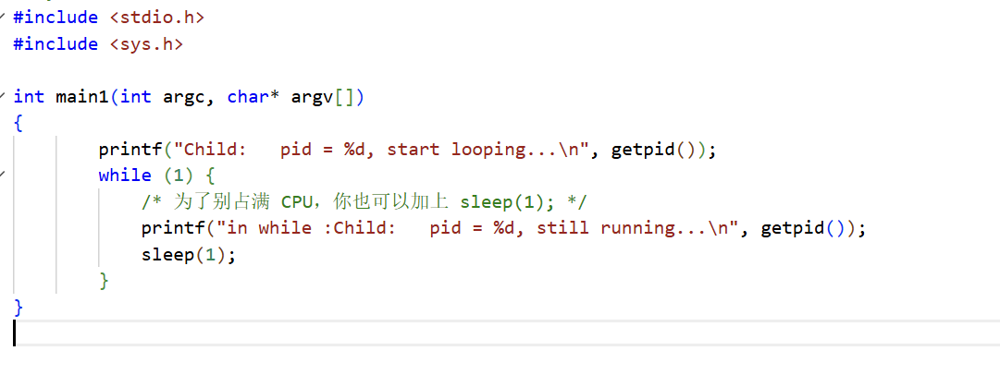 #include <stdio.h>
#include <sys.h>
int main1(int argc, char* argv[])
{
printf("Child:   pid = %d, start looping...\n", getpid());
while (1) {
/* 为了别占满 CPU，你也可以加上 sleep(1); */
printf("in while :Child:   pid = %d, still running...\n", getpid());
sleep(1);
}
}